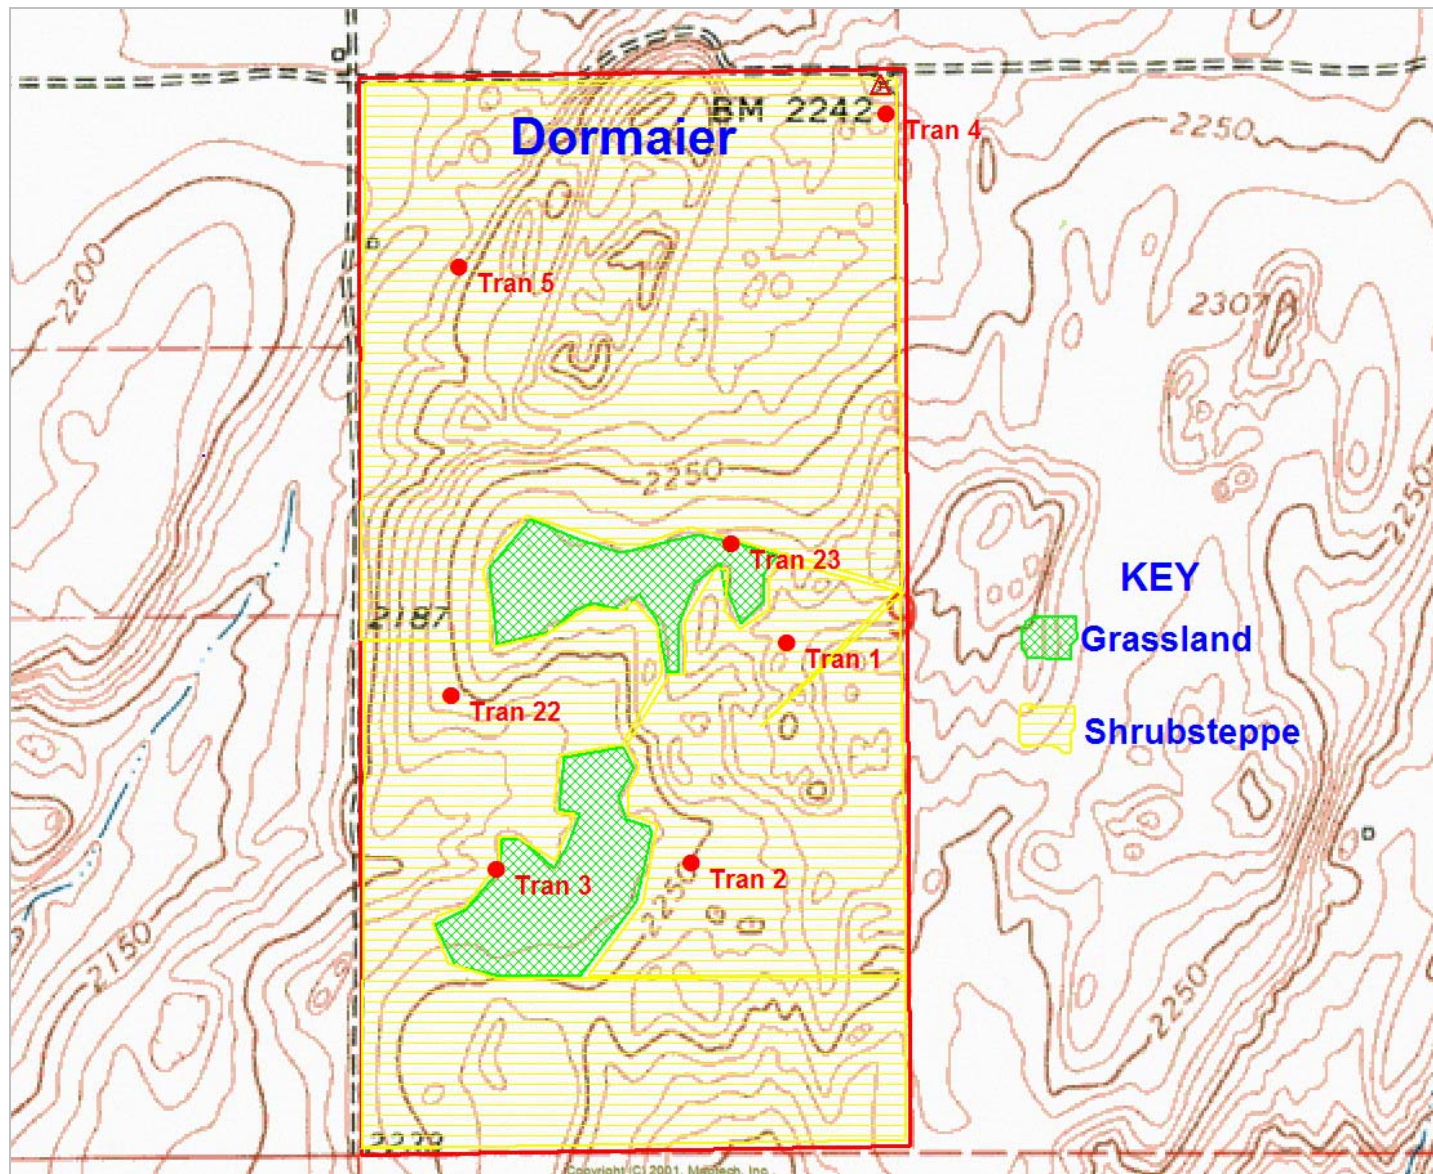 BM 2242
Dormaier
Tran 4
2250
2200
Tran 5
2307
2250
2250
Tran 23
KEY
2187
Grassland
Tran 1
Tran 22
Shrubsteppe
Tran 3
Tran 2
2250
2150
2250
Copyright (C) 2001, Maptech, Inc.